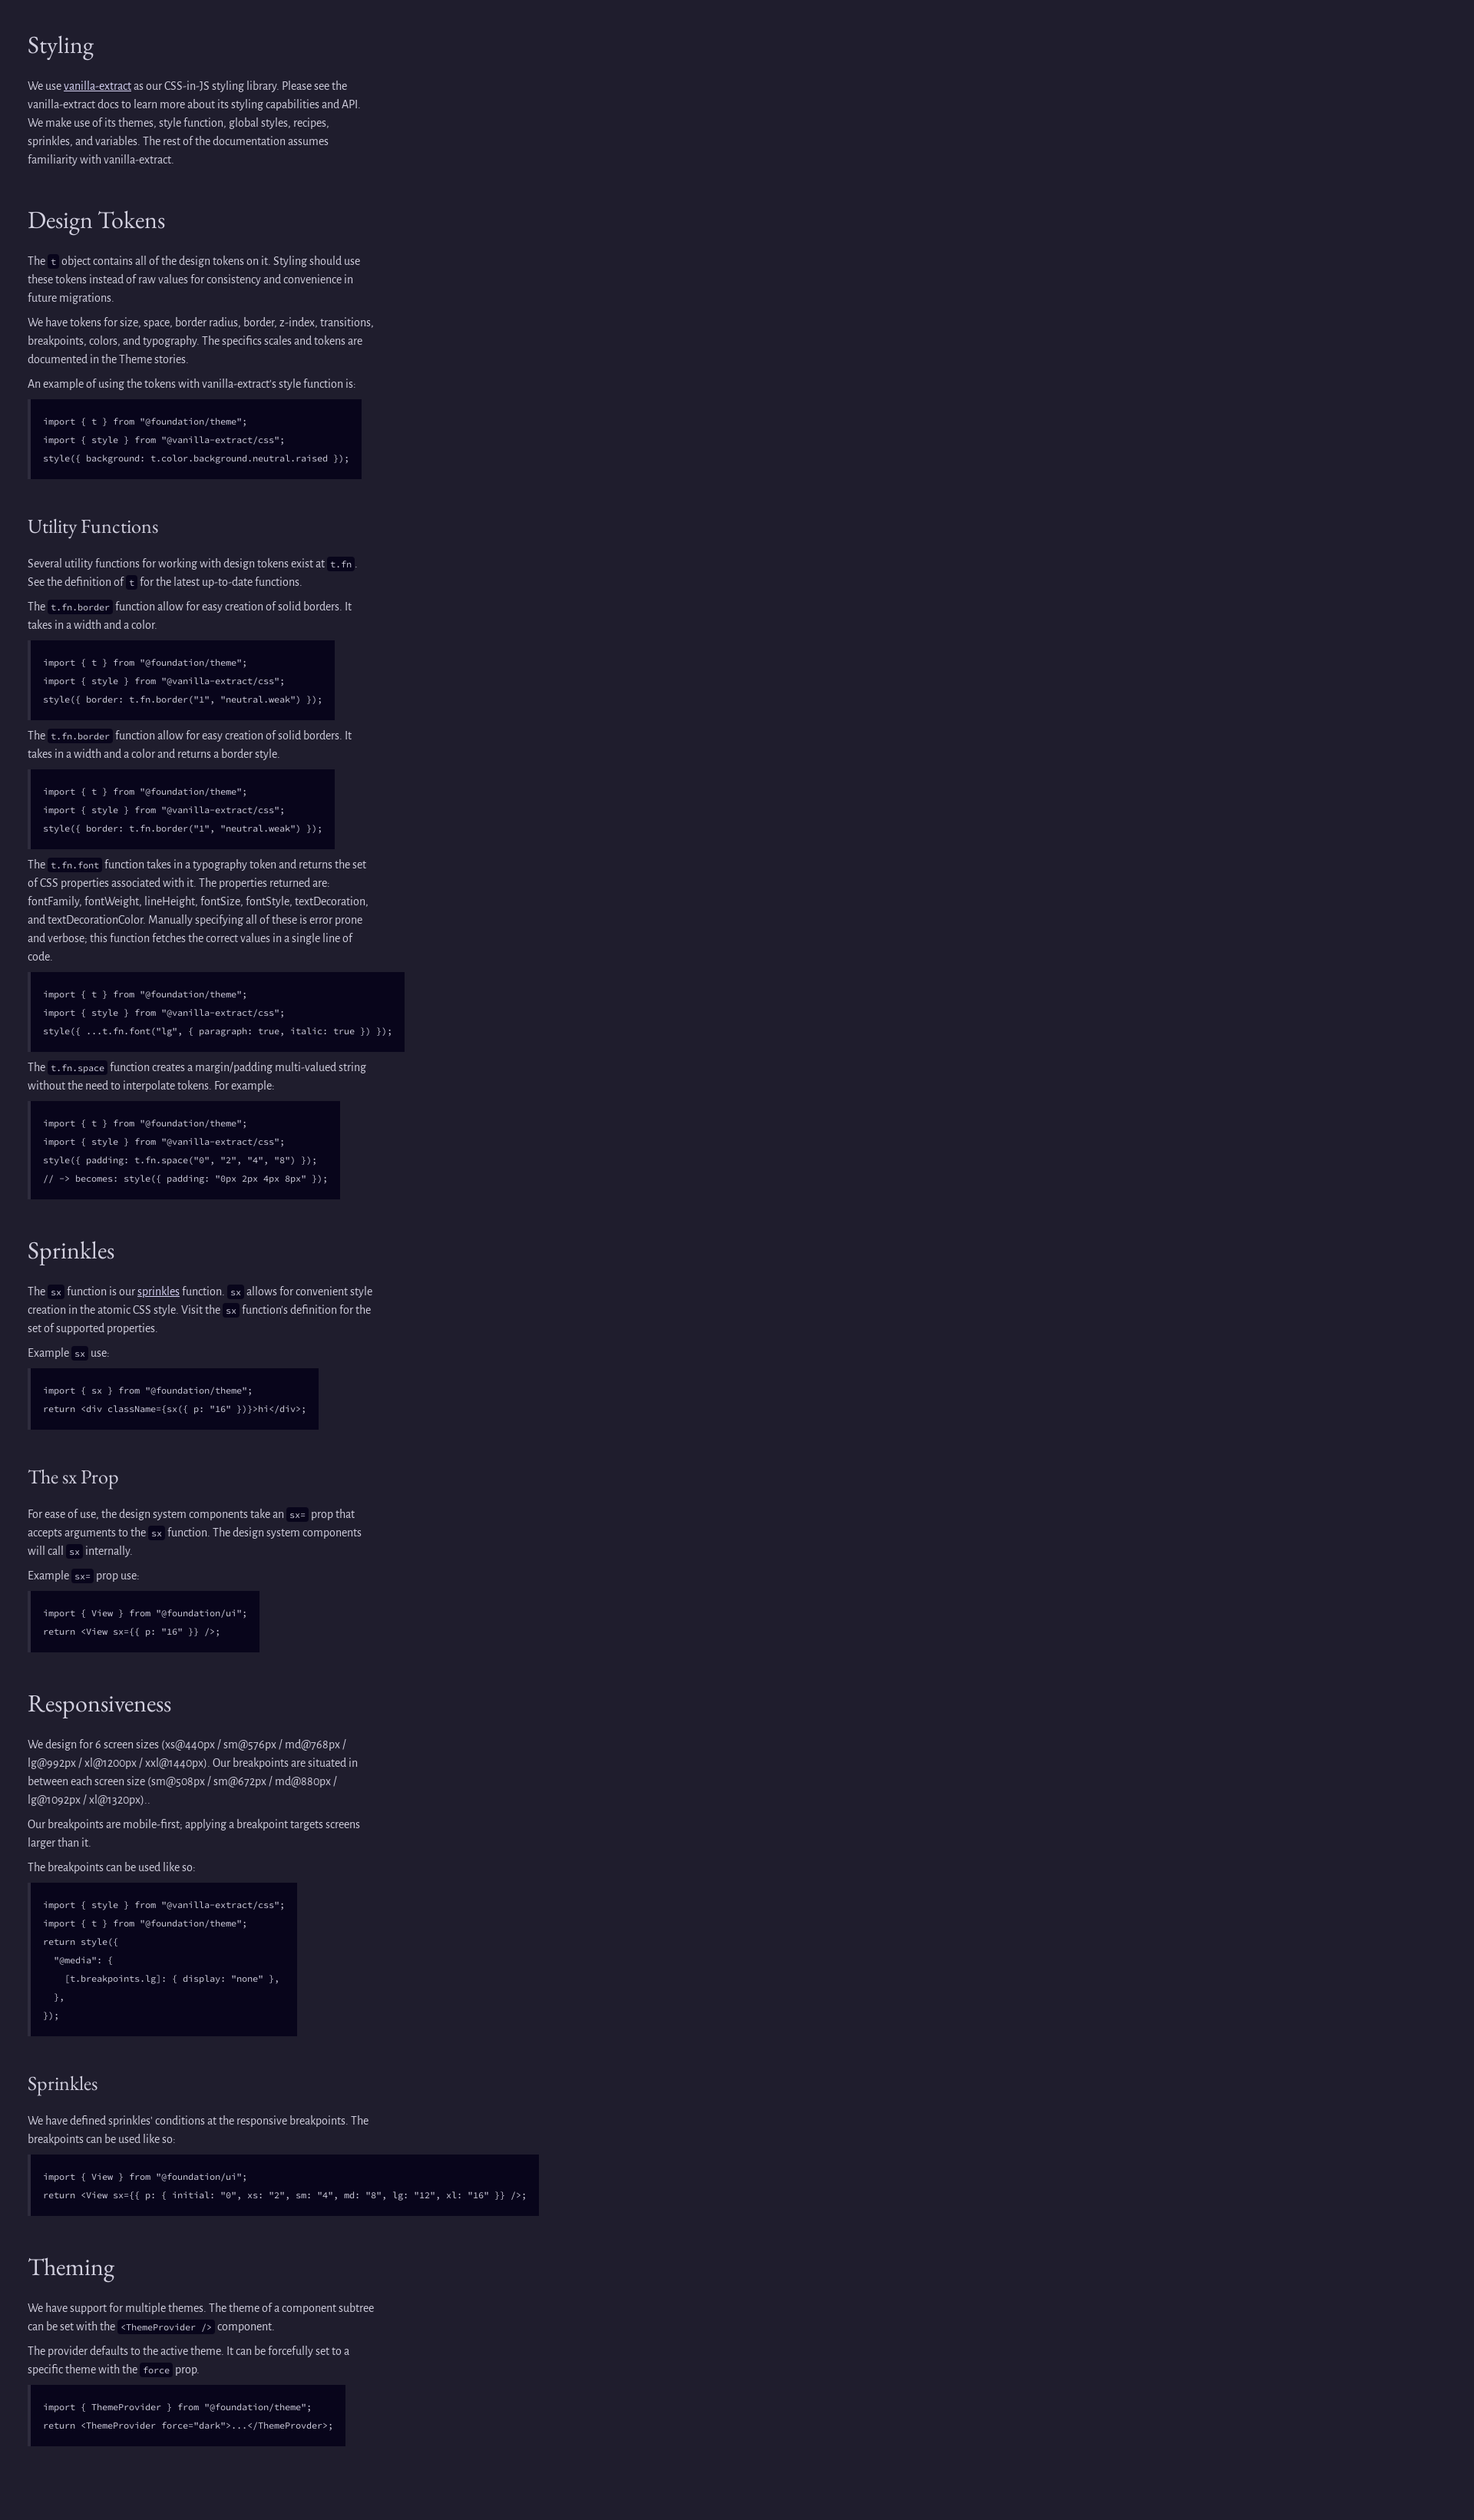 Styling
We use vanilla-extract as our CSS-in-JS styling library. Please see the
vanilla-extract docs to learn more about its styling capabilities and API.
We make use of its themes, style function, global styles, recipes,
sprinkles, and variables. The rest of the documentation assumes
familiarity with vanilla-extract.
Design Tokens
The t object contains all of the design tokens on it. Styling should use
these tokens instead of raw values for consistency and convenience in
future migrations.
We have tokens for size, space, border radius, border, z-index, transitions,
breakpoints, colors, and typography. The specifics scales and tokens are
documented in the Theme stories.
An example of using the tokens with vanilla-extract's style function is:
import { t } from "@foundation/theme";
import { style } from "@vanilla-extract/css";
style({ background: t.color.background.neutral.raised });
Utility Functions
Several utility functions for working with design tokens exist at t.fn.
See the definition of t for the latest up-to-date functions.
The t.fn.border function allow for easy creation of solid borders. It
takes in a width and a color.
import { t } from "@foundation/theme";
import { style } from "@vanilla-extract/css";
style({ border: t.fn.border("1", "neutral.weak") });
The t.fn.border function allow for easy creation of solid borders. It
takes in a width and a color and returns a border style.
import { t } from "@foundation/theme";
import { style } from "@vanilla-extract/css";
style({ border: t.fn.border("1", "neutral.weak") });
The t.fn.font function takes in a typography token and returns the set
of CSS properties associated with it. The properties returned are:
fontFamily, fontWeight, lineHeight, fontSize, fontStyle, textDecoration,
and textDecorationColor. Manually specifying all of these is error prone
and verbose; this function fetches the correct values in a single line of
code.
import { t } from "@foundation/theme";
import { style } from "@vanilla-extract/css";
style({ ...t.fn.font("lg", { paragraph: true, italic: true }) });
The t.fn.space function creates a margin/padding multi-valued string
without the need to interpolate tokens. For example:
import { t } from "@foundation/theme";
import { style } from "@vanilla-extract/css";
style({ padding: t.fn.space("0", "2", "4", "8") });
// -> becomes: style({ padding: "0px 2px 4px 8px" });
Sprinkles
The sx function is our sprinkles function. sx allows for convenient style
creation in the atomic CSS style. Visit the sx function's definition for the
set of supported properties.
Example sx use:
import { sx } from "@foundation/theme";
return <div className={sx({ p: "16" })}>hi</div>;
The sx Prop
For ease of use, the design system components take an sx= prop that
accepts arguments to the sx function. The design system components
will call sx internally.
Example sx= prop use:
import { View } from "@foundation/ui";
return <View sx={{ p: "16" }} />;
Responsiveness
We design for 6 screen sizes (xs@440px / sm@576px / md@768px /
lg@992px / xl@1200px / xxl@1440px). Our breakpoints are situated in
between each screen size (sm@508px / sm@672px / md@880px /
lg@1092px / xl@1320px)..
Our breakpoints are mobile-first; applying a breakpoint targets screens
larger than it.
The breakpoints can be used like so:
import { style } from "@vanilla-extract/css";
import { t } from "@foundation/theme";
return style({
  "@media": {
    [t.breakpoints.lg]: { display: "none" },
  },
});
Sprinkles
We have defined sprinkles' conditions at the responsive breakpoints. The
breakpoints can be used like so:
import { View } from "@foundation/ui";
return <View sx={{ p: { initial: "0", xs: "2", sm: "4", md: "8", lg: "12", xl: "16" }} />;
Theming
We have support for multiple themes. The theme of a component subtree
can be set with the <ThemeProvider /> component.
The provider defaults to the active theme. It can be forcefully set to a
specific theme with the force prop.
import { ThemeProvider } from "@foundation/theme";
return <ThemeProvider force="dark">...</ThemeProvder>;